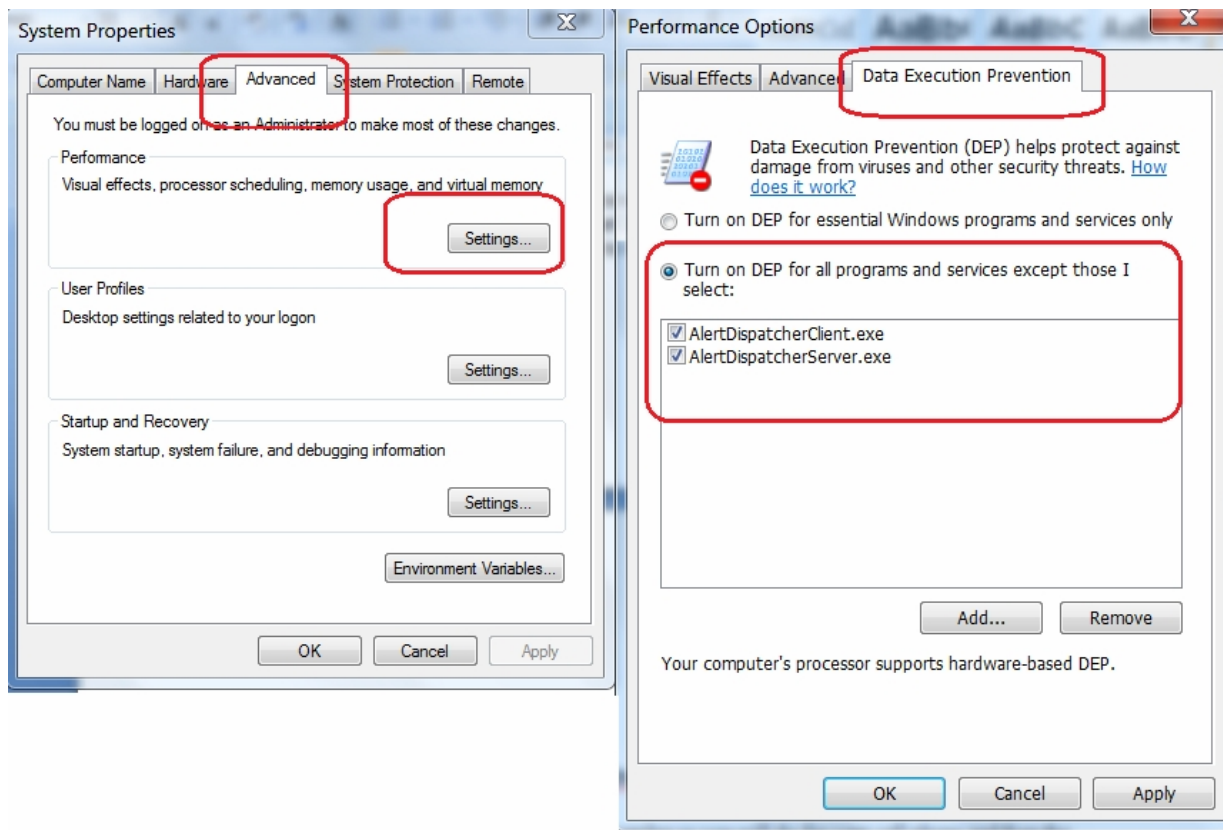 System Properties
Computer Name
Hardware
Advanced
System Protection
Remote
You must be logged on as an Administrator to make most of these changes.
Performance
Visual effects, processor scheduling, memory usage, and virtual memory
Settings...
User Profiles
Desktop settings related to your logon
Settings...
Startup and Recovery
System startup, system failure, and debugging information
Settings...
Environment Variables...
OK
Cancel
Apply
Performance Options
Visual Effects
Advanced
Data Execution Prevention
Data Execution Prevention (DEP) helps protect against
damage from viruses and other security threats. How
does it work?
Turn on DEP for essential Windows programs and services only
Turn on DEP for all programs and services except those I
select:
AlertDispatcherClient.exe
AlertDispatcherServer.exe
Add...
Remove
Your computer's processor supports hardware-based DEP.
OK
Cancel
Apply